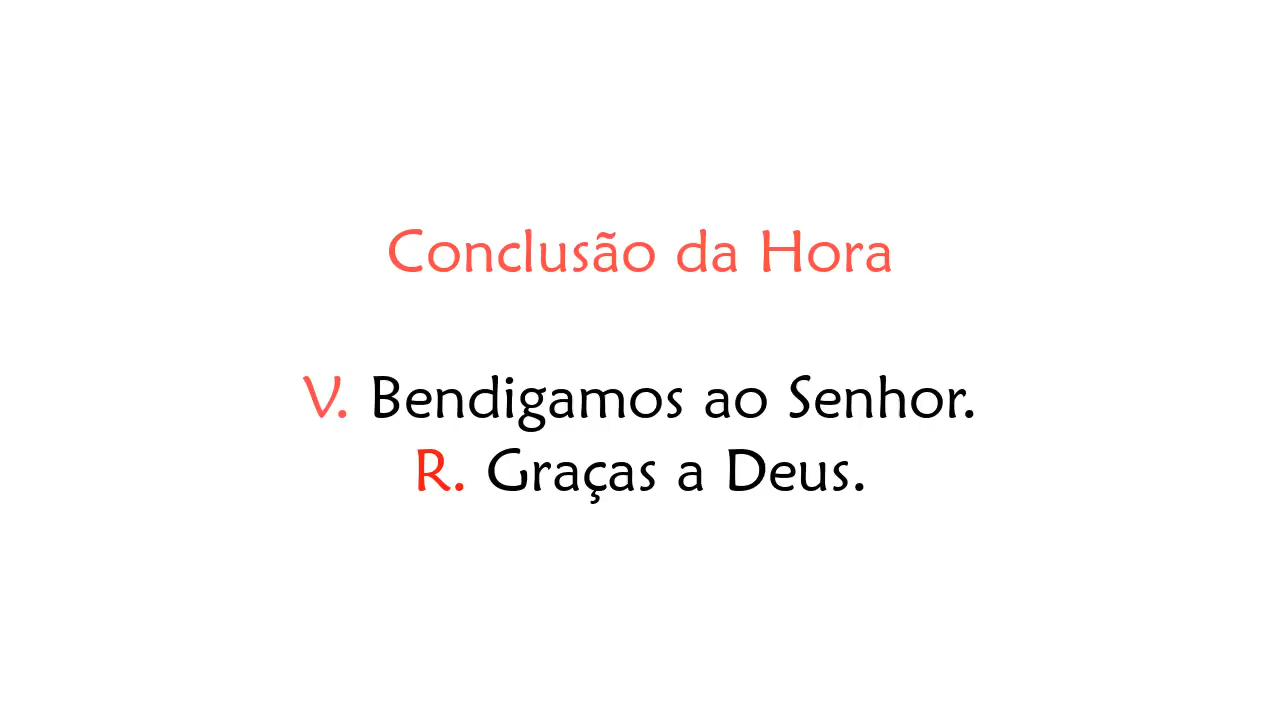 Conclusão da Hora
V. Bendigamos ao Senhor.
R. Graças a Deus.